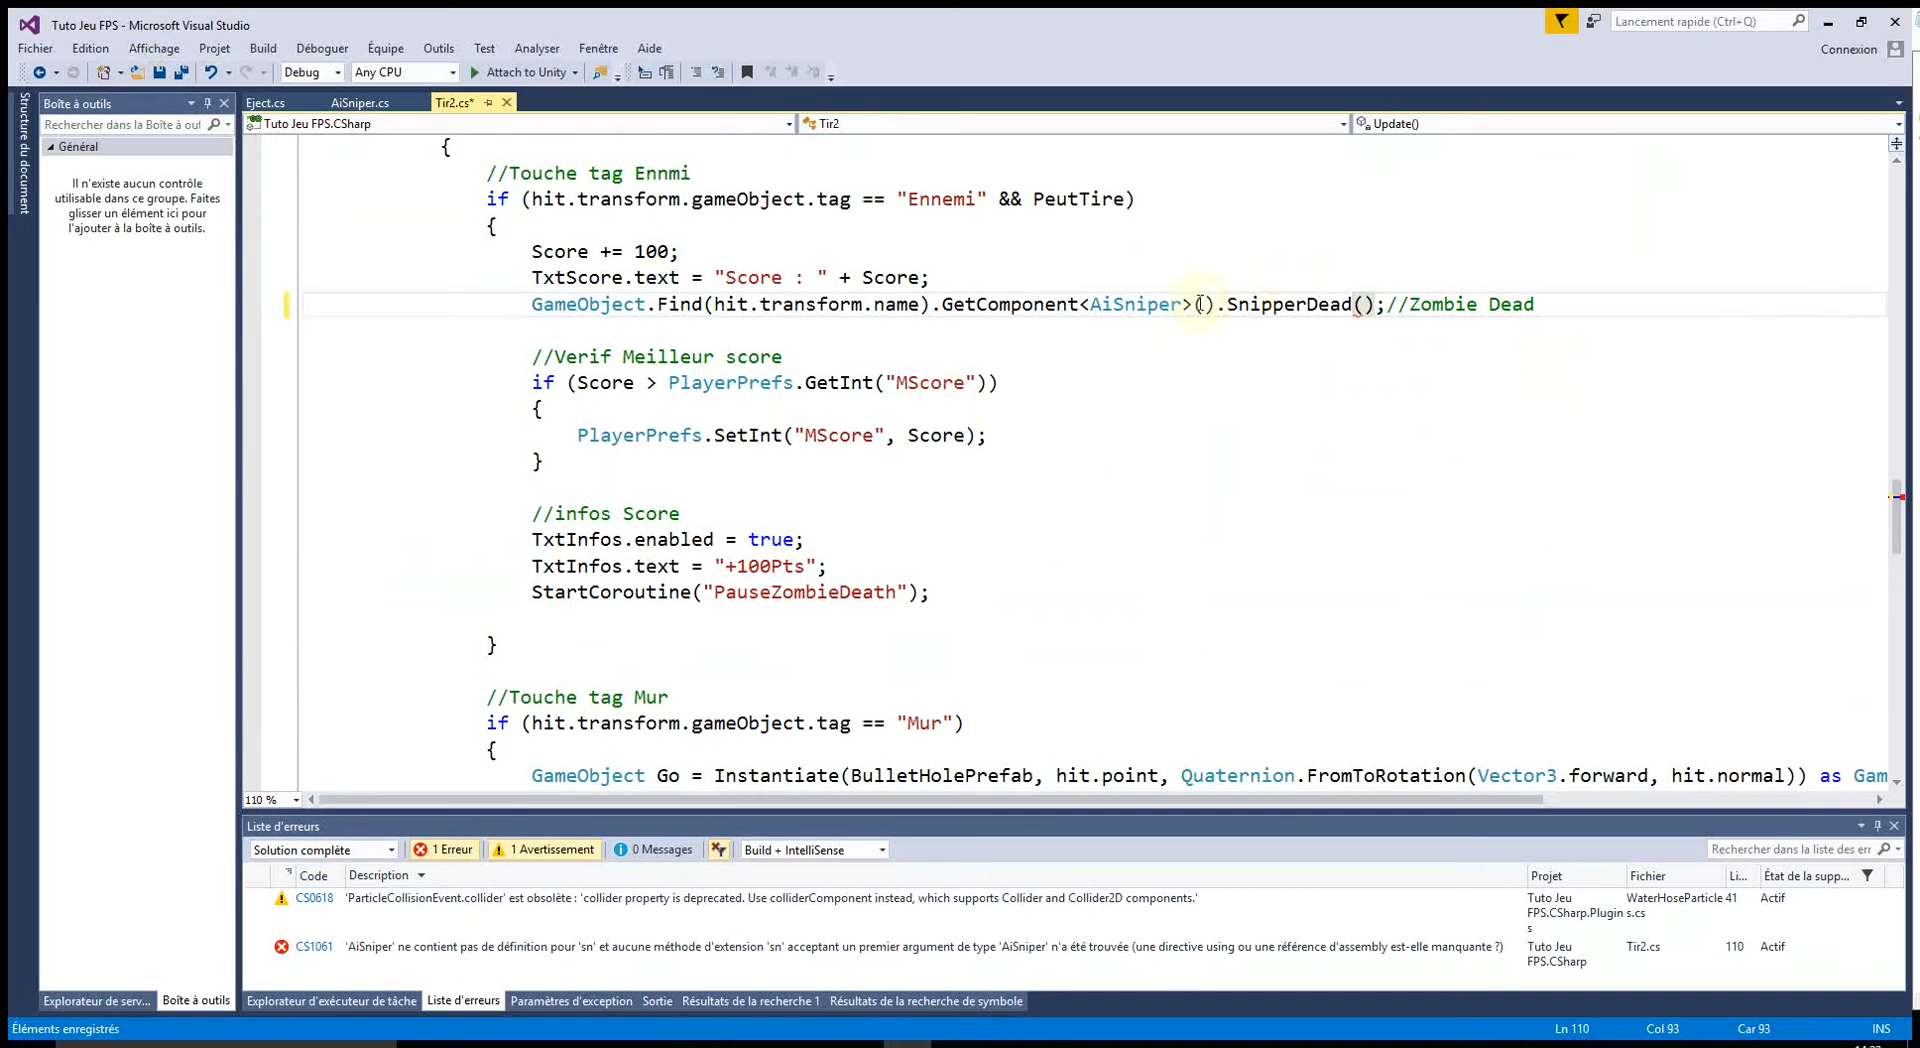 Tuto Jeu FPS - Microsoft Visual Studio
Lancement rapide (Ctrl+Q)
Fichier Edition Affichage Projet Build Déboguer Équipe Outils Test Analyser Fenêtre Aide
Connexion
Debug Any CPU Attach to Unity
Structure du document
Boîte à outils
Rechercher dans la Boîte à out
Général
Il n'existe aucun contrôle
utilisable dans ce groupe. Faites
glisser un élément ici pour
l'ajouter à la boîte à outils.
Eject.cs AiSniper.cs Tir2.cs*
Tuto Jeu FPS.CSharp Tir2 Update()
{
//Touche tag Ennmi
if (hit.transform.gameObject.tag == "Ennemi" && PeutTire)
{
Score += 100;
TxtScore.text = "Score : " + Score;
GameObject.Find(hit.transform.name).GetComponent<AiSniper>().SnipperDead();//Zombie Dead
//Verif Meilleur score
if (Score > PlayerPrefs.GetInt("MScore"))
{
PlayerPrefs.SetInt("MScore", Score);
}
//infos Score
TxtInfos.enabled = true;
TxtInfos.text = "+100Pts";
StartCoroutine("PauseZombieDeath");
}
//Touche tag Mur
if (hit.transform.gameObject.tag == "Mur")
{
GameObject Go = Instantiate(BulletHolePrefab, hit.point, Quaternion.FromToRotation(Vector3.forward, hit.normal)) as Gam
110 %
Liste d'erreurs
Solution complète 1 Erreur 1 Avertissement 0 Messages Build + IntelliSense Rechercher dans la liste des err
Code Description Projet Fichier Li... État de la supp...
CS0618 'ParticleCollisionEvent.collider' est obsolète : 'collider property is deprecated. Use colliderComponent instead, which supports Collider and Collider2D components.' Tuto Jeu WaterHoseParticle 41 Actif
FPS.CSharp.Plugin s.cs
s
CS1061 'AiSniper' ne contient pas de définition pour 'sn' et aucune méthode d'extension 'sn' acceptant un premier argument de type 'AiSniper' n'a été trouvée (une directive using ou une référence d'assembly est-elle manquante ?) Tuto Jeu Tir2.cs 110 Actif
FPS.CSharp
Explorateur de serv... Boîte à outils Explorateur d'exécuteur de tâche Liste d'erreurs Paramètres d'exception Sortie Résultats de la recherche 1 Résultats de la recherche de symbole
Éléments enregistrés Ln 110 Col 93 Car 93 INS